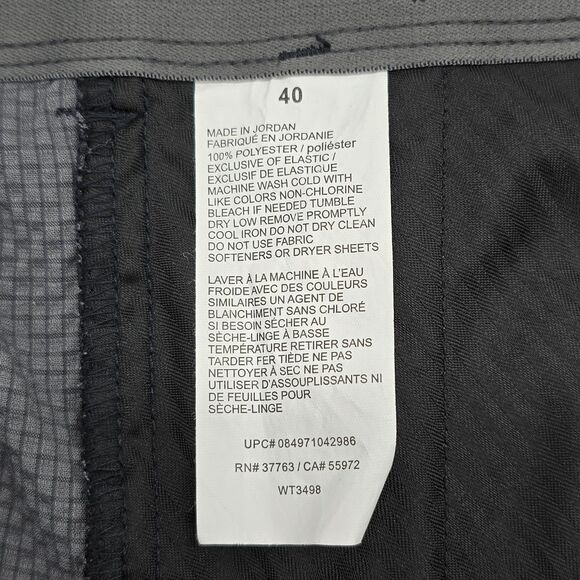 40
MADE IN JORDAN
FABRIQUÉ EN JORDANIE
100% POLYESTER / poliéster
EXCLUSIVE OF ELASTIC /
EXCLUSIF DE ELASTIQUE
MACHINE WASH COLD WITH
LIKE COLORS NON-CHLORINE
BLEACH IF NEEDED TUMBLE
DRY LOW REMOVE PROMPTLY
COOL IRON DO NOT DRY CLEAN
DO NOT USE FABRIC
SOFTENERS OR DRYER SHEETS
LAVER À LA MACHINE À L'EAU
FROIDE AVEC DES COULEURS
SIMILAIRES UN AGENT DE
BLANCHIMENT SANS CHLORÉ
SI BESOIN SÉCHER AU
SÈCHE-LINGE À BASSE
TEMPÉRATURE RETIRER SANS
TARDER FER TIÈDE NE PAS
NETTOYER À SEC NE PAS
UTILISER D'ASSOUPLISSANTS NI
DE FEUILLES POUR
SÈCHE-LINGE
UPC# 084971042986
RN# 37763 / CA# 55972
WT3498